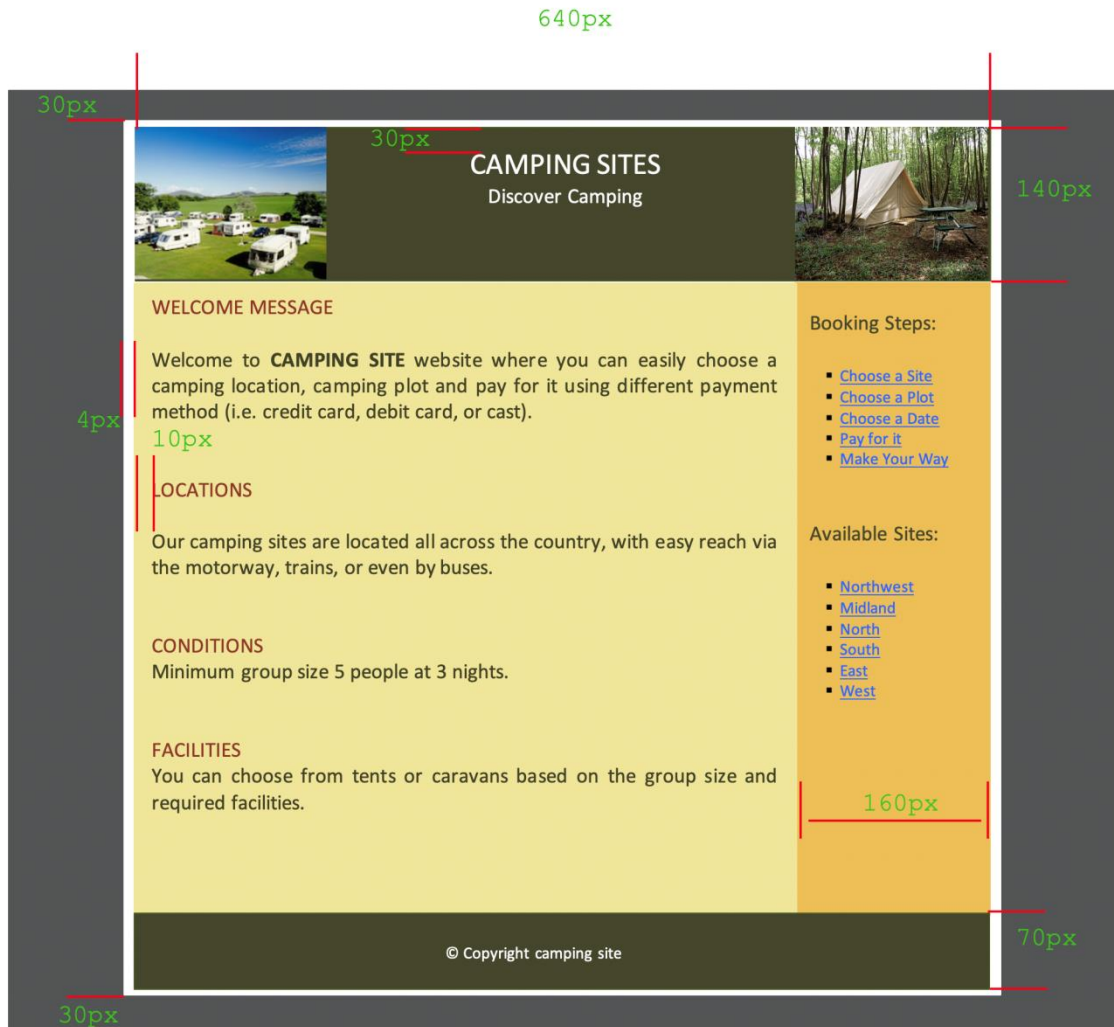 640px
30px
30px
CAMPING SITES
Discover Camping
140px
WELCOME MESSAGE
Welcome to CAMPING SITE website where you can easily choose a
camping location, camping plot and pay for it using different payment
method (i.e. credit card, debit card, or cast).
4px
10px
LOCATIONS
Our camping sites are located all across the country, with easy reach via
the motorway, trains, or even by buses.
CONDITIONS
Minimum group size 5 people at 3 nights.
FACILITIES
You can choose from tents or caravans based on the group size and
required facilities.
Booking Steps:
Choose a Site
Choose a Plot
Choose a Date
Pay for it
Make Your Way
Available Sites:
Northwest
Midland
North
South
East
West
160px
© Copyright camping site
70px
30px